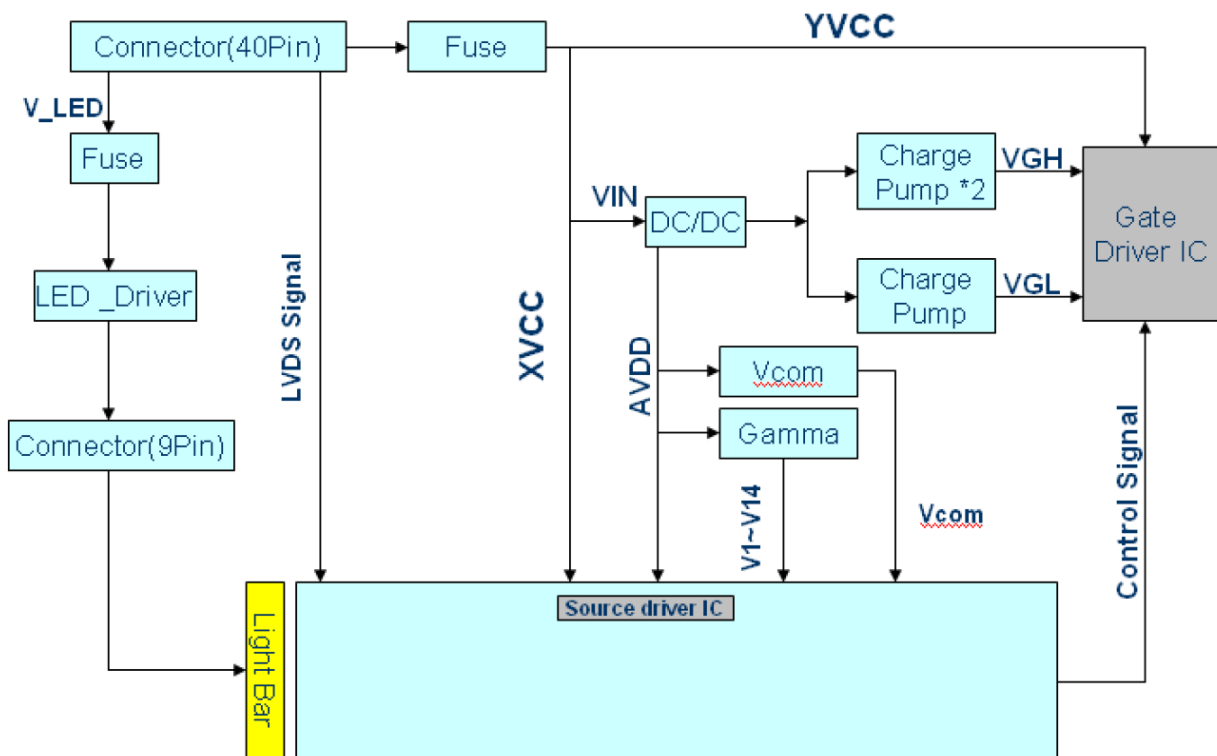 YVCC
Connector(40Pin)
Fuse
V_LED
Fuse
Charge
Pump *2
VGH
VIN
DC/DC
Gate
Driver IC
LED _Driver
LVDS Signal
XVCC
Charge
Pump
VGL
AVDD
Vcom
Gamma
Connector(9Pin)
V1~V14
Vcom
Control Signal
Light Bar
Source driver IC